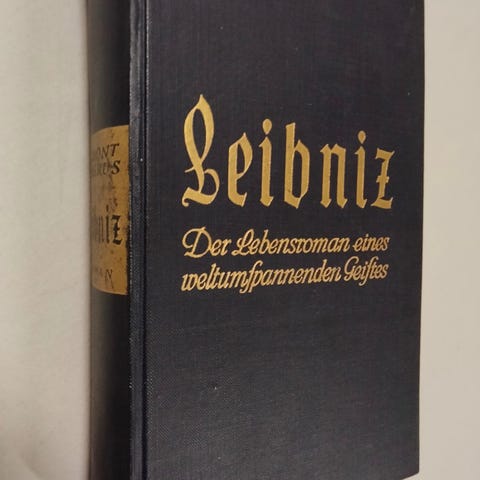 Leibniz
Der Lebensroman eines
weltumſpannenden Geiſtes